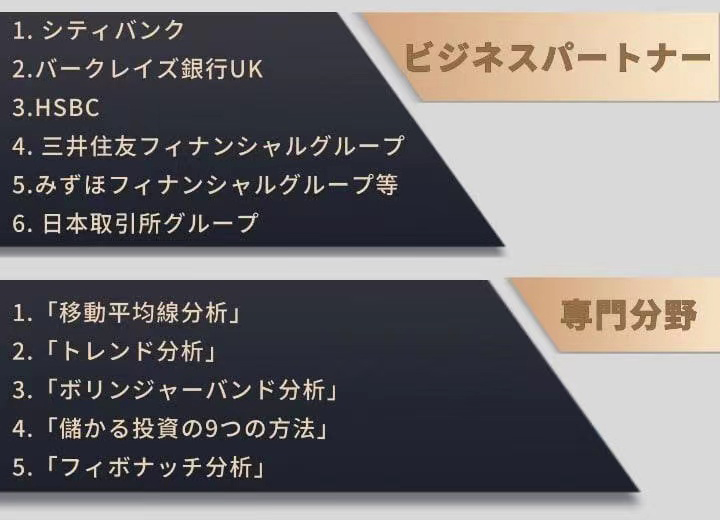 1. シティバンク
2.バークレイズ銀行UK
3.HSBC
4. 三井住友フィナンシャルグループ
5.みずほフィナンシャルグループ等
6. 日本取引所グループ
ビジネスパートナー
1.「移動平均線分析」
2.「トレンド分析」
3.「ボリンジャーバンド分析」
4.「儲かる投資の9つの方法」
5.「フィボナッチ分析」
専門分野